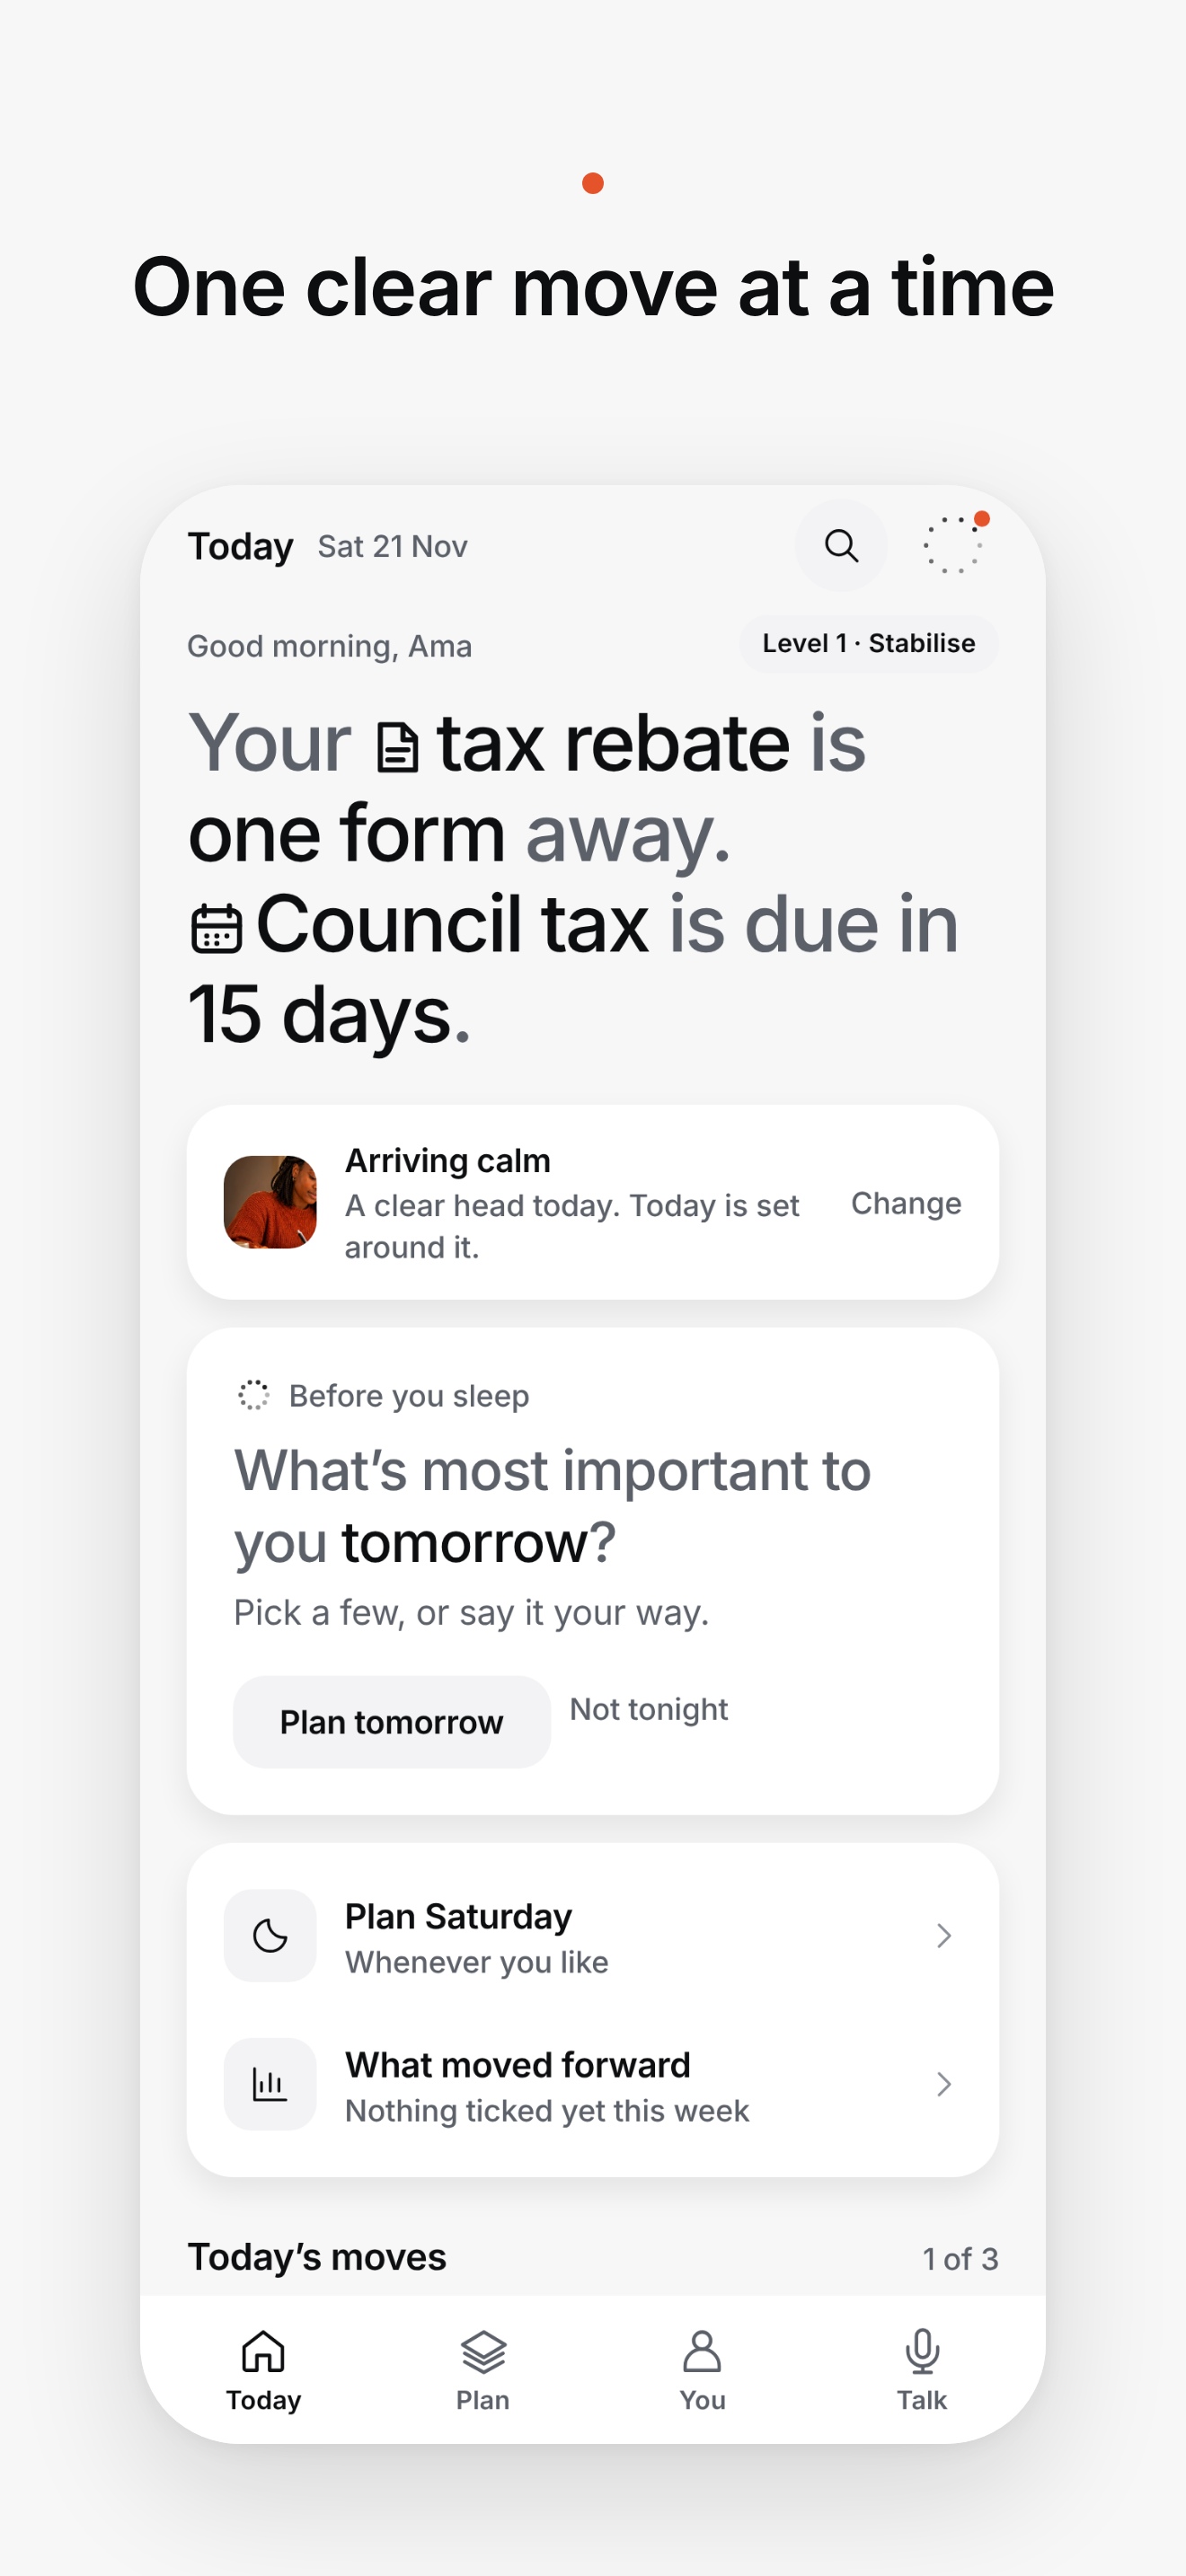 One clear move at a time
Today Sat 21 Nov
Good morning, Ama
Level 1 · Stabilise
Your tax rebate is
one form away.
Council tax is due in
15 days.
Arriving calm
A clear head today. Today is set
around it.
Change
Before you sleep
What’s most important to
you tomorrow?
Pick a few, or say it your way.
Plan tomorrow
Not tonight
Plan Saturday
Whenever you like
What moved forward
Nothing ticked yet this week
Today’s moves
1 of 3
Today
Plan
You
Talk